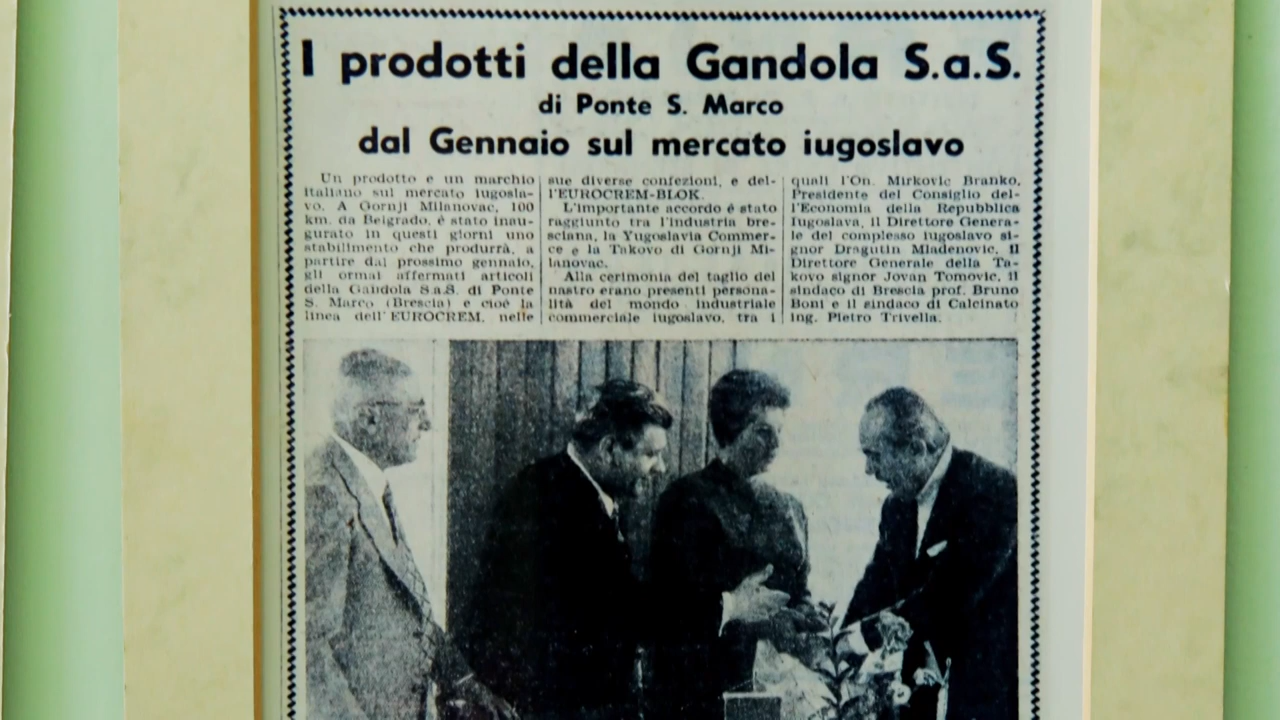 I prodotti della Gandola S.a.S.
di Ponte S. Marco
dal Gennaio sul mercato iugoslavo
Un prodotto e un marchio
italiano sul mercato iugosla-
vo. A Gornji Milanovac, 100
km. da Belgrado, è stato inau-
gurato in questi giorni uno
stabilimento che produrrà, a
partire dal prossimo gennaio,
gli ormai affermati articoli
della Gandola S.a.S. di Ponte
S. Marco (Brescia) e cioè la
linea dell'EUROCREM, nelle
sue diverse confezioni, e del-
l'EUROCREM-BLOK.
L'importante accordo è stato
raggiunto tra l'industria bre-
sciana, la Yugoslavia Commer-
ce e la Takovo di Gornji Mi-
lanovac.
Alla cerimonia del taglio del
nastro erano presenti persona-
lità del mondo industriale
commerciale iugoslavo, tra i
quali l'On. Mirkovic Branko,
Presidente del Consiglio del-
l'Economia della Repubblica
Iugoslava, il Direttore Genera-
le del complesso iugoslavo si-
gnor Dragutin Mladenovic, il
Direttore Generale della Ta-
kovo signor Jovan Tomovic, il
sindaco di Brescia prof. Bruno
Boni e il sindaco di Calcinato
ing. Pietro Trivella.